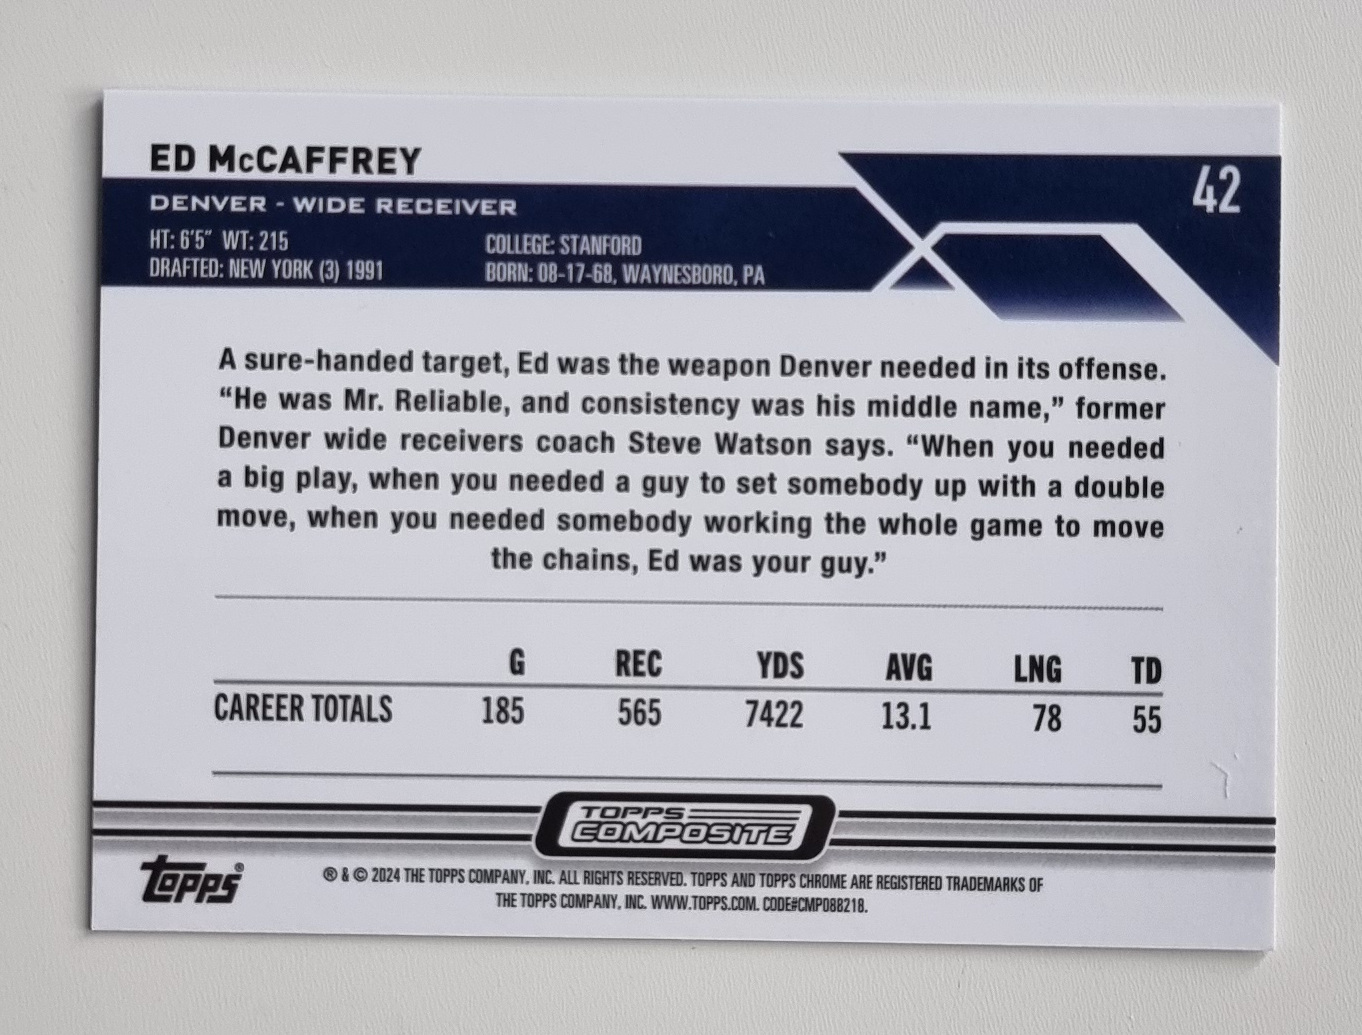 ED McCAFFREY
42
DENVER - WIDE RECEIVER
HT: 6'5" WT: 215
COLLEGE: STANFORD
DRAFTED: NEW YORK (3) 1991
BORN: 08-17-68, WAYNESBORO, PA
A sure-handed target, Ed was the weapon Denver needed in its offense.
“He was Mr. Reliable, and consistency was his middle name,” former
Denver wide receivers coach Steve Watson says. “When you needed
a big play, when you needed a guy to set somebody up with a double
move, when you needed somebody working the whole game to move
the chains, Ed was your guy.”
G REC YDS AVG LNG TD
CAREER TOTALS 185 565 7422 13.1 78 55
TOPPS
COMPOSITE
Topps®
® & © 2024 THE TOPPS COMPANY, INC. ALL RIGHTS RESERVED. TOPPS AND TOPPS CHROME ARE REGISTERED TRADEMARKS OF
THE TOPPS COMPANY, INC. WWW.TOPPS.COM. CODE#CMP088218.